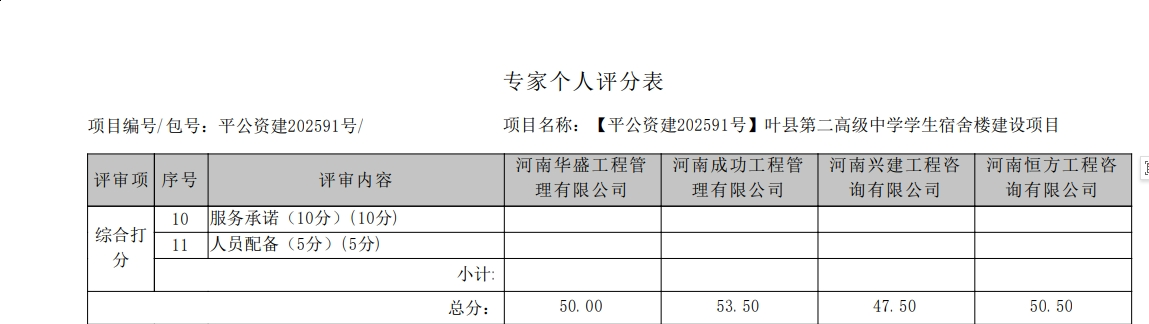 专家个人评分表
项目编号/包号：平公资建202591号/ 项目名称：【平公资建202591号】叶县第二高级中学学生宿舍楼建设项目
评审项 序号 评审内容 河南华盛工程管理有限公司 河南成功工程管理有限公司 河南兴建工程咨询有限公司 河南恒方工程咨询有限公司
综合打分
10 服务承诺（10分）(10分)
11 人员配备（5分）(5分)
小计:
总分： 50.00 53.50 47.50 50.50